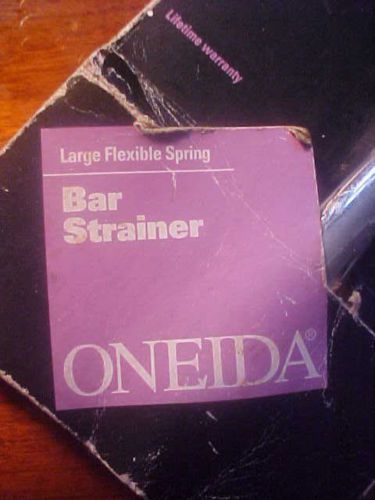 Lifetime warranty
Large Flexible Spring
Bar
Strainer
ONEIDA®